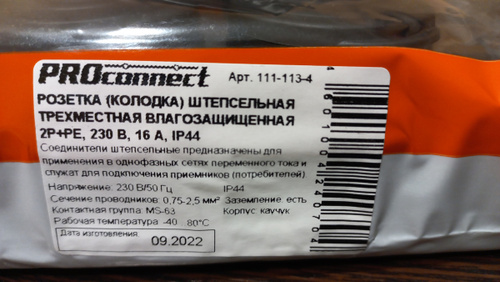 PROconnect Арт. 111-113-4
РОЗЕТКА (КОЛОДКА) ШТЕПСЕЛЬНАЯ
ТРЕХМЕСТНАЯ ВЛАГОЗАЩИЩЕННАЯ
2P+PE, 230 В, 16 А, IP44
Соединители штепсельные предназначены для
применения в однофазных сетях переменного тока и
служат для подключения приемников (потребителей).
Напряжение: 230 В/50 Гц IP44
Сечение проводников: 0,75-2,5 мм² Заземление: есть
Контактная группа: MS-63 Корпус: каучук
Рабочая температура -40 80°С
Дата изготовления:
09.2022
4 601004 240704